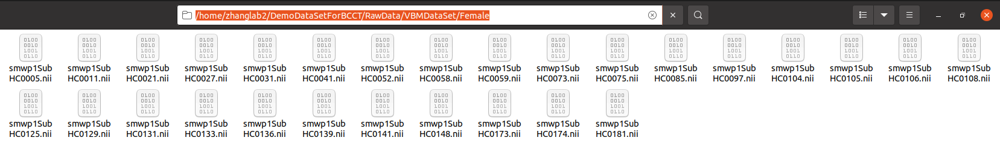 /home/zhanglab2/DemoDataSetForBCCT/RawData/VBMDataSet/Female
smwp1Sub smwp1Sub smwp1Sub smwp1Sub smwp1Sub smwp1Sub smwp1Sub smwp1Sub smwp1Sub smwp1Sub smwp1Sub smwp1Sub smwp1Sub smwp1Sub smwp1Sub smwp1Sub smwp1Sub
HC0005.nii HC0011.nii HC0021.nii HC0027.nii HC0031.nii HC0041.nii HC0052.nii HC0058.nii HC0059.nii HC0073.nii HC0075.nii HC0085.nii HC0097.nii HC0104.nii HC0105.nii HC0106.nii HC0108.nii
smwp1Sub smwp1Sub smwp1Sub smwp1Sub smwp1Sub smwp1Sub smwp1Sub smwp1Sub smwp1Sub smwp1Sub smwp1Sub
HC0125.nii HC0129.nii HC0131.nii HC0133.nii HC0136.nii HC0139.nii HC0141.nii HC0148.nii HC0173.nii HC0174.nii HC0181.nii